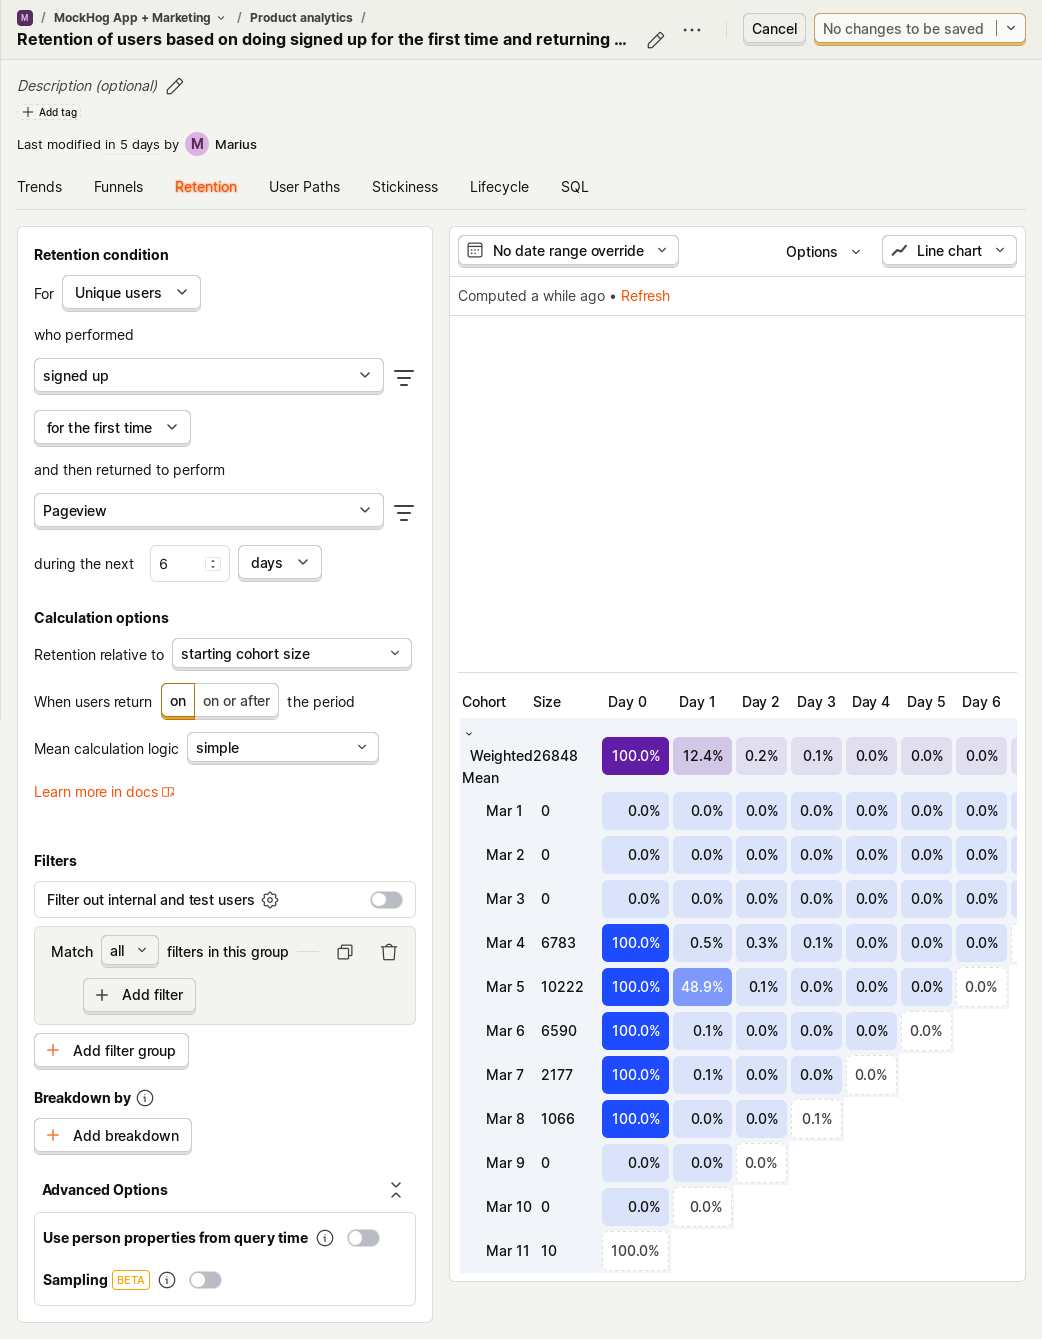 M / MockHog App + Marketing / Product analytics /
Retention of users based on doing signed up for the first time and returning ...
Cancel
No changes to be saved
Description (optional)
Add tag
Last modified in 5 days by M Marius
Trends Funnels Retention User Paths Stickiness Lifecycle SQL
Retention condition
For Unique users
who performed
signed up
for the first time
and then returned to perform
Pageview
during the next 6 days
Calculation options
Retention relative to starting cohort size
When users return on on or after the period
Mean calculation logic simple
Learn more in docs
Filters
Filter out internal and test users
Match all filters in this group
Add filter
Add filter group
Breakdown by
Add breakdown
Advanced Options
Use person properties from query time
Sampling BETA
No date range override Options Line chart
Computed a while ago • Refresh
Cohort Size Day 0 Day 1 Day 2 Day 3 Day 4 Day 5 Day 6
Weighted 26848 100.0% 12.4% 0.2% 0.1% 0.0% 0.0% 0.0%
Mean
Mar 1 0 0.0% 0.0% 0.0% 0.0% 0.0% 0.0% 0.0%
Mar 2 0 0.0% 0.0% 0.0% 0.0% 0.0% 0.0% 0.0%
Mar 3 0 0.0% 0.0% 0.0% 0.0% 0.0% 0.0% 0.0%
Mar 4 6783 100.0% 0.5% 0.3% 0.1% 0.0% 0.0% 0.0%
Mar 5 10222 100.0% 48.9% 0.1% 0.0% 0.0% 0.0% 0.0%
Mar 6 6590 100.0% 0.1% 0.0% 0.0% 0.0% 0.0%
Mar 7 2177 100.0% 0.1% 0.0% 0.0% 0.0%
Mar 8 1066 100.0% 0.0% 0.0% 0.1%
Mar 9 0 0.0% 0.0% 0.0%
Mar 10 0 0.0% 0.0%
Mar 11 10 100.0%